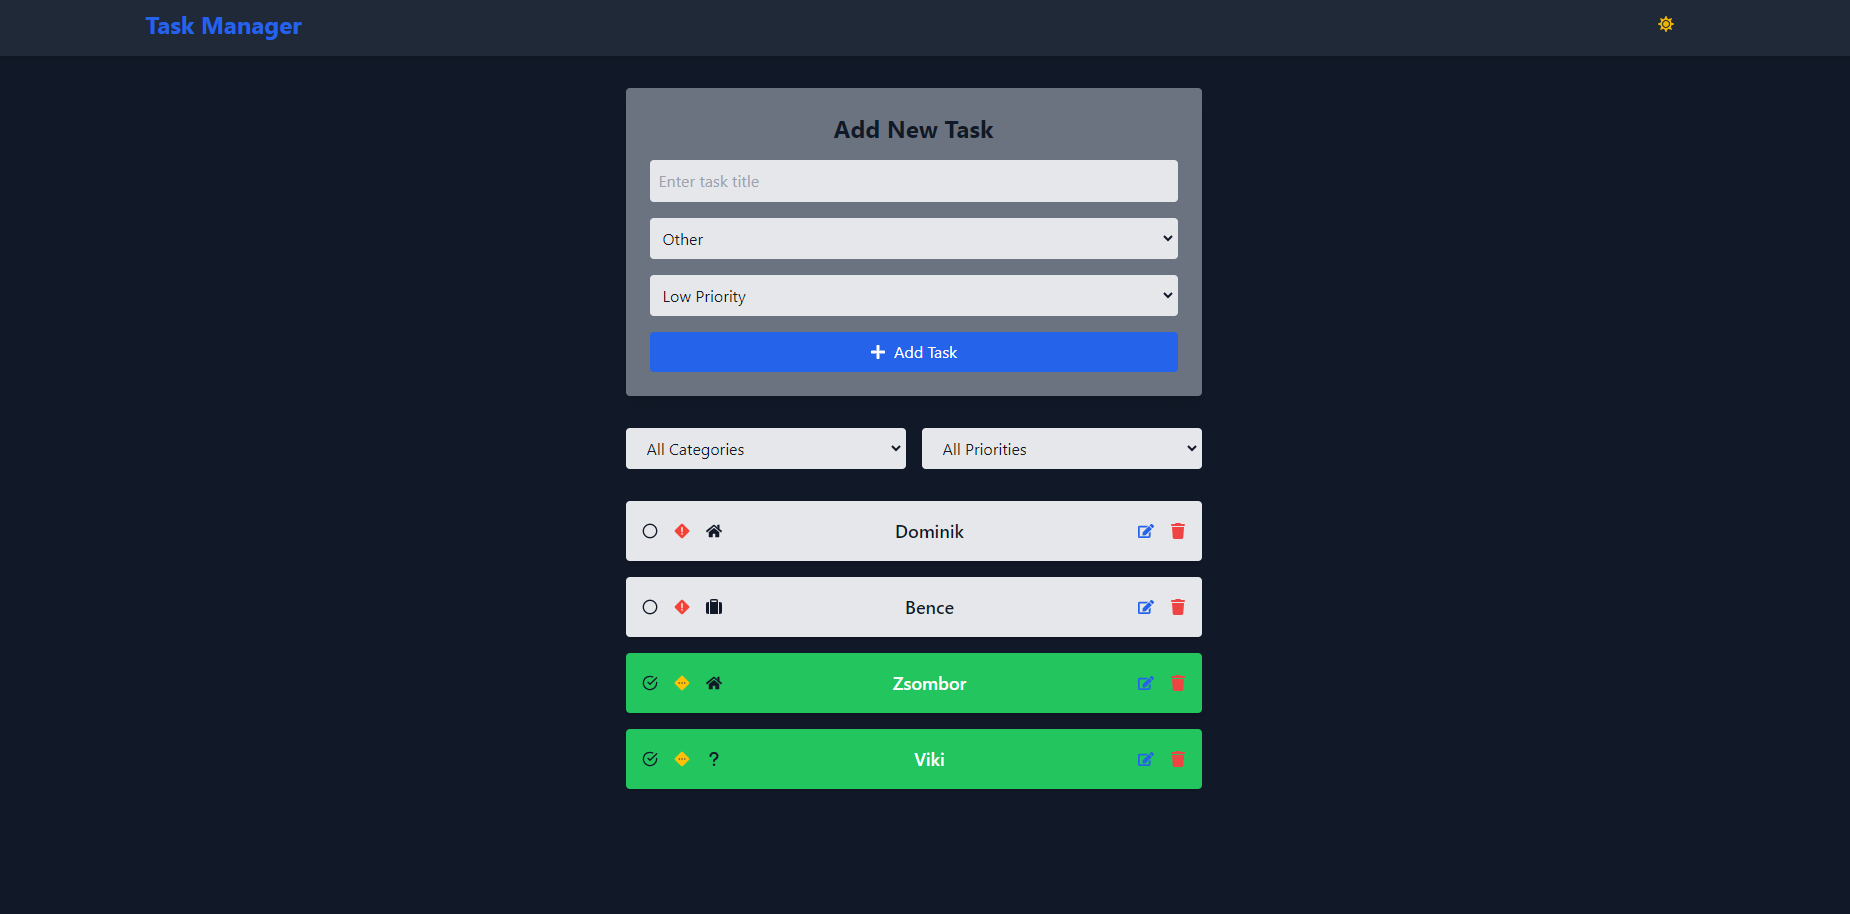 Task Manager
Add New Task
Enter task title
Other
Low Priority
Add Task
All Categories
All Priorities
Dominik
Bence
Zsombor
? Viki